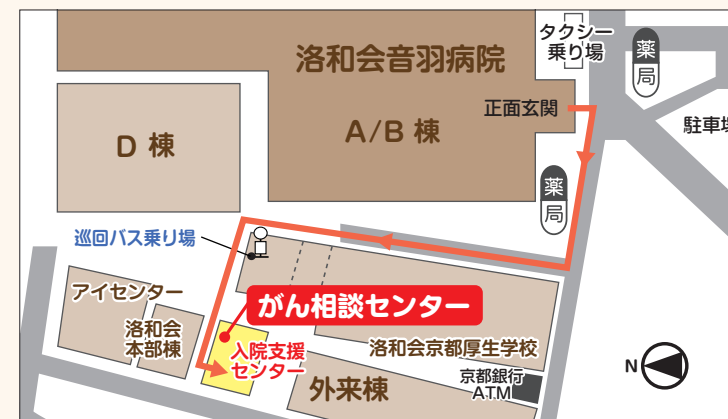 タクシー
乗り場
薬
局
洛和会音羽病院
正面玄関
A/B 棟
駐車場
D 棟
薬
局
巡回バス乗り場
アイセンター
がん相談センター
洛和会
本部棟
入院支援
センター
洛和会京都厚生学校
外来棟
京都銀行
ATM
N